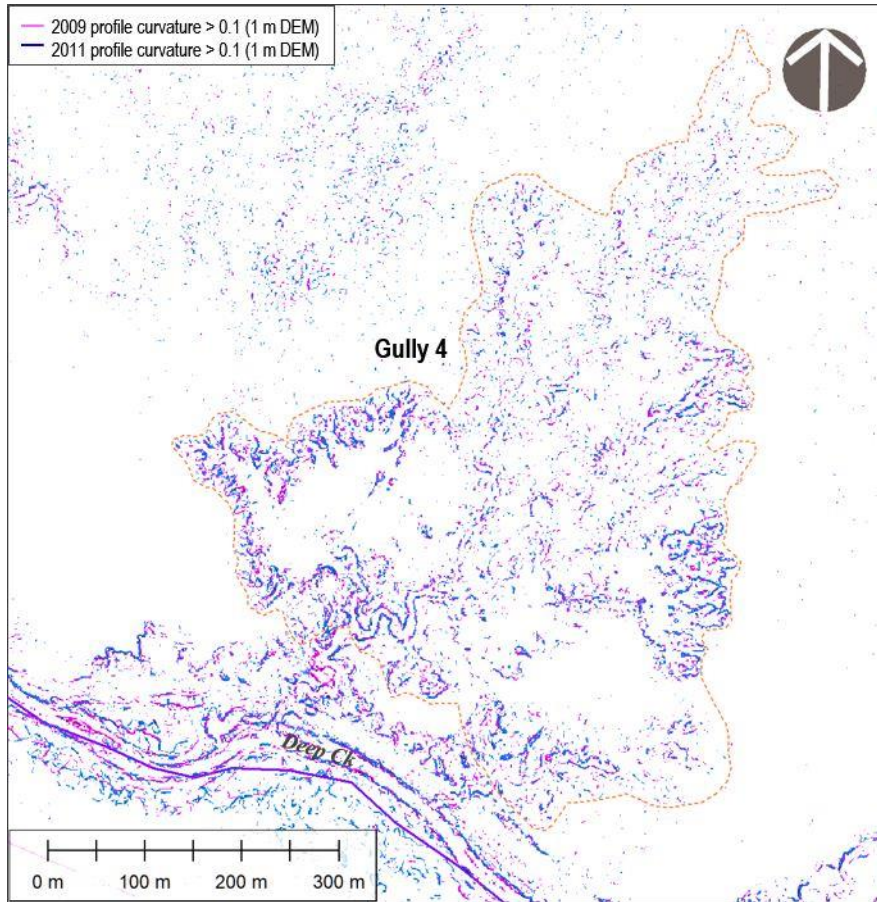 2009 profile curvature > 0.1 (1 m DEM)
2011 profile curvature > 0.1 (1 m DEM)
Gully 4
Deep Ck
0 m 100 m 200 m 300 m